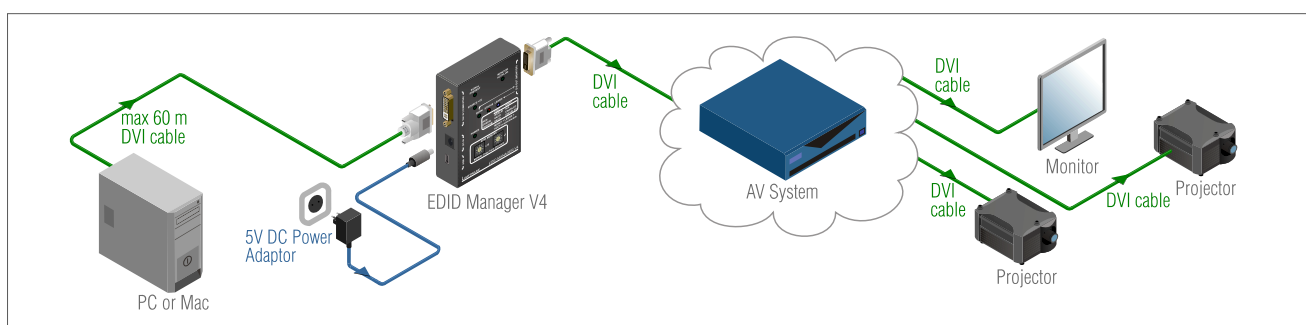 max 60 m
DVI cable
PC or Mac
5V DC Power
Adaptor
EDID Manager V4
DVI
cable
AV System
DVI
cable
Monitor
DVI
cable
Projector
DVI cable
Projector